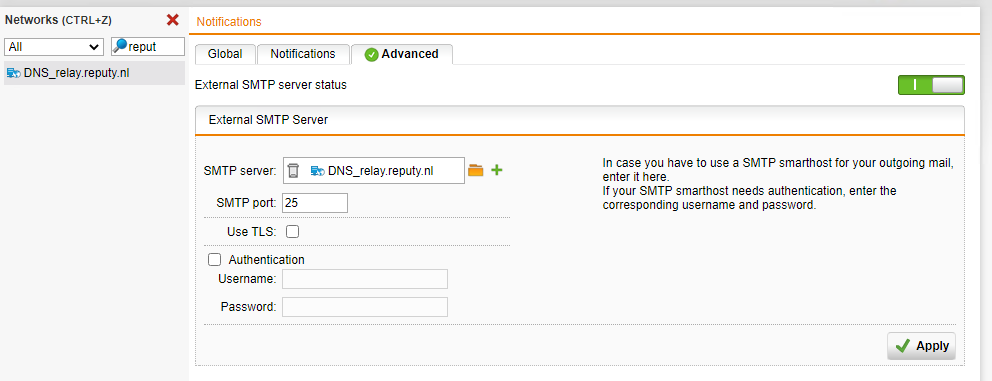 Networks (CTRL+Z)
All
reput
DNS_relay.reputy.nl
Notifications
Global
Notifications
Advanced
External SMTP server status
External SMTP Server
SMTP server:
DNS_relay.reputy.nl
SMTP port:
25
Use TLS:
Authentication
Username:
Password:
In case you have to use a SMTP smarthost for your outgoing mail,
enter it here.
If your SMTP smarthost needs authentication, enter the
corresponding username and password.
Apply